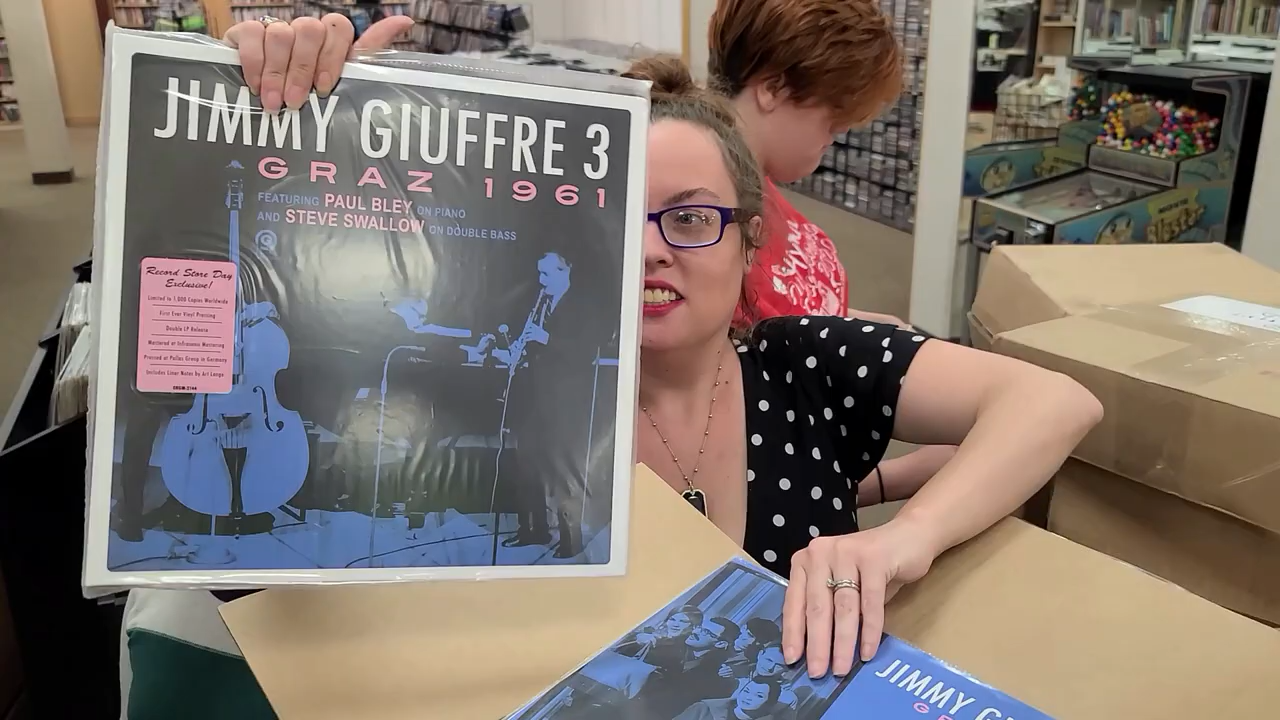 JIMMY GIUFFRE 3
GRAZ 1961
FEATURING PAUL BLEY ON PIANO
AND STEVE SWALLOW ON DOUBLE BASS
Record Store Day
Exclusive!
Limited to 1,000 Copies Worldwide
First Ever Vinyl Pressing
Double LP Release
Mastered at Infrasonic Mastering
Pressed at Pallas Group in Germany
Includes Liner Notes by Art Lange
JIMMY G
GR